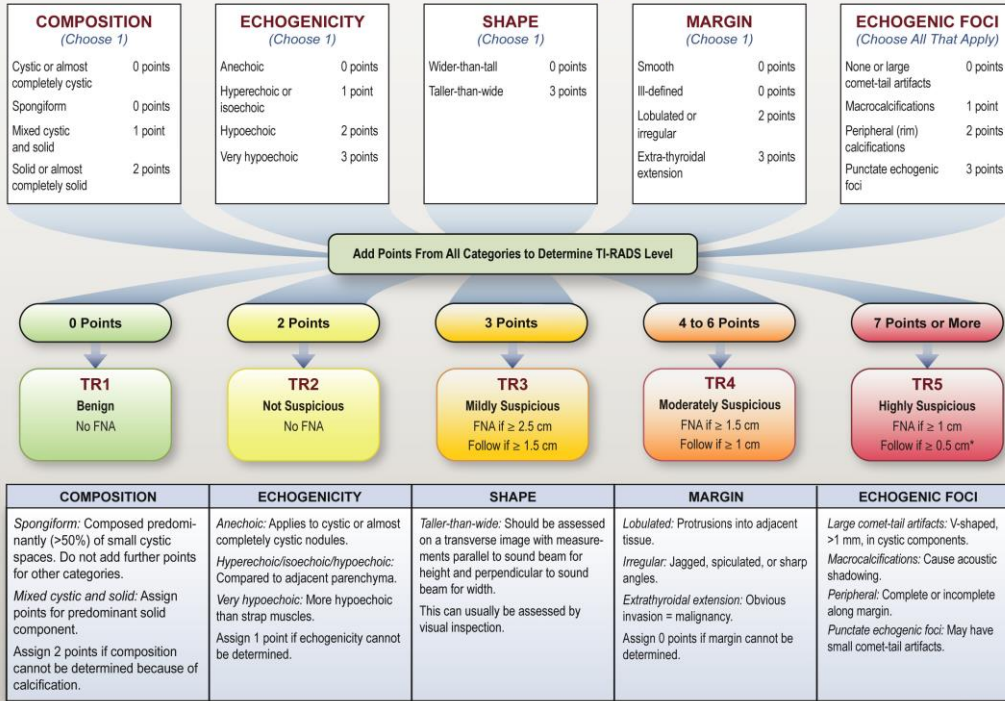 COMPOSITION
(Choose 1)
Cystic or almost 0 points
completely cystic
Spongiform 0 points
Mixed cystic 1 point
and solid
Solid or almost 2 points
completely solid
ECHOGENICITY
(Choose 1)
Anechoic 0 points
Hyperechoic or 1 point
isoechoic
Hypoechoic 2 points
Very hypoechoic 3 points
SHAPE
(Choose 1)
Wider-than-tall 0 points
Taller-than-wide 3 points
MARGIN
(Choose 1)
Smooth 0 points
Ill-defined 0 points
Lobulated or 2 points
irregular
Extra-thyroidal 3 points
extension
ECHOGENIC FOCI
(Choose All That Apply)
None or large 0 points
comet-tail artifacts
Macrocalcifications 1 point
Peripheral (rim) 2 points
calcifications
Punctate echogenic 3 points
foci
Add Points From All Categories to Determine TI-RADS Level
0 Points
2 Points
3 Points
4 to 6 Points
7 Points or More
TR1
Benign
No FNA
TR2
Not Suspicious
No FNA
TR3
Mildly Suspicious
FNA if ≥ 2.5 cm
Follow if ≥ 1.5 cm
TR4
Moderately Suspicious
FNA if ≥ 1.5 cm
Follow if ≥ 1 cm
TR5
Highly Suspicious
FNA if ≥ 1 cm
Follow if ≥ 0.5 cm*
COMPOSITION
Spongiform: Composed predomi-
nantly (>50%) of small cystic
spaces. Do not add further points
for other categories.
Mixed cystic and solid: Assign
points for predominant solid
component.
Assign 2 points if composition
cannot be determined because of
calcification.
ECHOGENICITY
Anechoic: Applies to cystic or almost
completely cystic nodules.
Hyperechoic/isoechoic/hypoechoic:
Compared to adjacent parenchyma.
Very hypoechoic: More hypoechoic
than strap muscles.
Assign 1 point if echogenicity cannot
be determined.
SHAPE
Taller-than-wide: Should be assessed
on a transverse image with measure-
ments parallel to sound beam for
height and perpendicular to sound
beam for width.
This can usually be assessed by
visual inspection.
MARGIN
Lobulated: Protrusions into adjacent
tissue.
Irregular: Jagged, spiculated, or sharp
angles.
Extrathyroidal extension: Obvious
invasion = malignancy.
Assign 0 points if margin cannot be
determined.
ECHOGENIC FOCI
Large comet-tail artifacts: V-shaped,
>1 mm, in cystic components.
Macrocalcifications: Cause acoustic
shadowing.
Peripheral: Complete or incomplete
along margin.
Punctate echogenic foci: May have
small comet-tail artifacts.